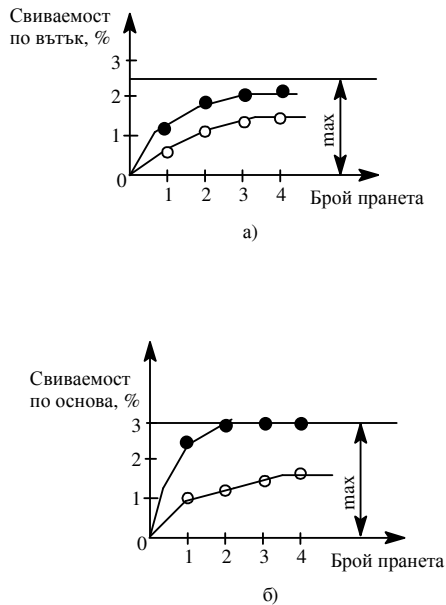 Свиваемост
по вътък, %
3
2
1
0
max
1 2 3 4
Брой пранета
а)
Свиваемост
по основа, %
3
2
1
0
max
1 2 3 4
Брой пранета
б)